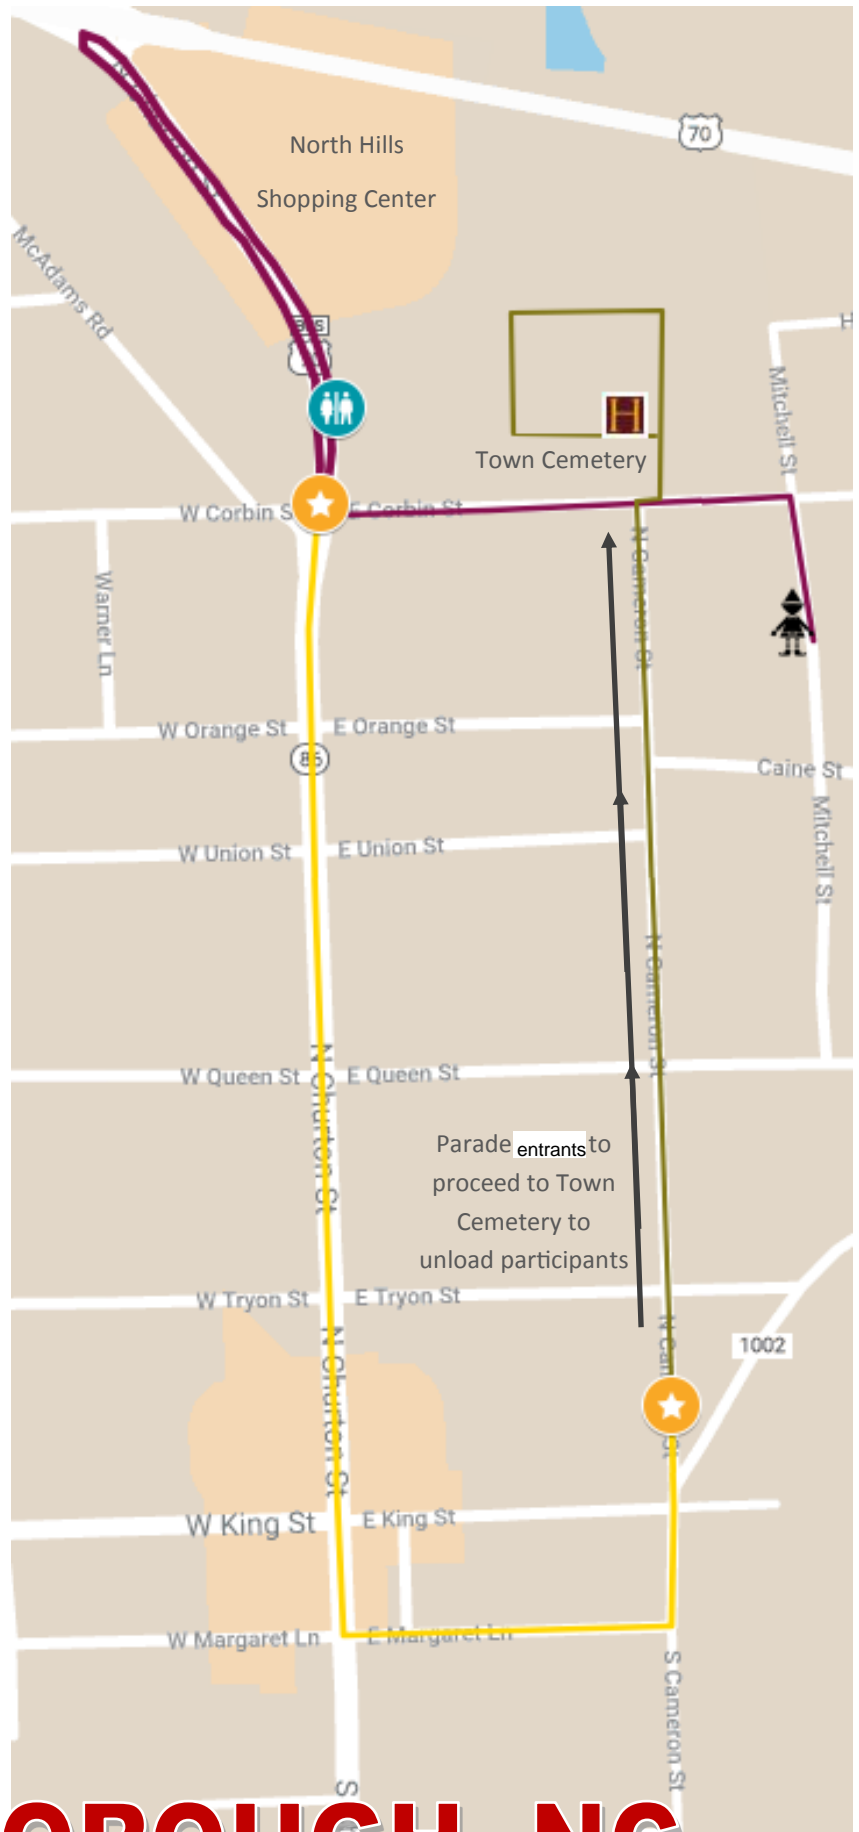 70
North Hills
Shopping Center
McAdams Rd
BUS
H
Mitchell St
Town Cemetery
W Corbin S
E Corbin St
N Cameron St
Warner Ln
W Orange St
E Orange St
86
Caine St
W Union St
E Union St
Mitchell St
N Cameron St
N Churton St
W Queen St
E Queen St
Parade entrants to
proceed to Town
Cemetery to
unload participants
W Tryon St
E Tryon St
N Churton St
1002
W King St
E King St
W Margaret Ln
E Margaret Ln
S Cameron St
S
OROUGH, NC